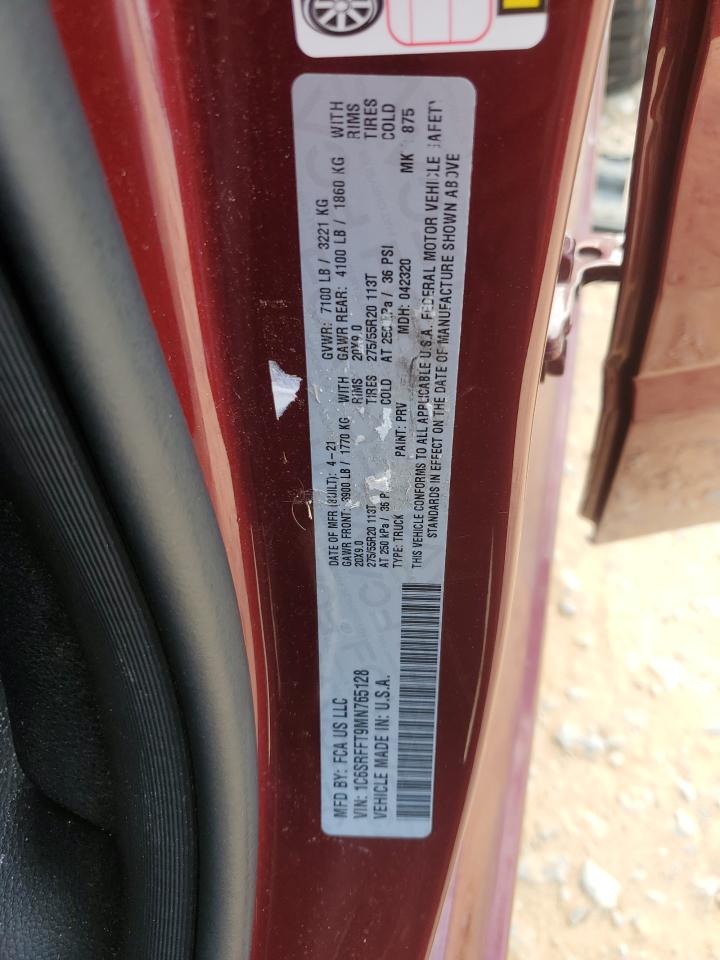 MFD BY: FCA US LLC
VIN: 1C6SRFFT9MN765128
VEHICLE MADE IN: U.S.A.
DATE OF MFR (BUILT): 4-21
GAWR FRONT: 3900 LB / 1770 KG WITH
20X9.0 RIMS
275/55R20 113T TIRES
AT 250 kPa / 36 COLD
TYPE: TRUCK PAINT: PRV
GVWR: 7100 LB / 3221 KG
GAWR REAR: 4100 LB / 1860 KG WITH
20X9.0 RIMS
275/55R20 113T TIRES
AT 250 kPa / 36 PSI COLD
MDH: 042320 MK 875
THIS VEHICLE CONFORMS TO ALL APPLICABLE U.S.A. FEDERAL MOTOR VEHICLE SAFETY
STANDARDS IN EFFECT ON THE DATE OF MANUFACTURE SHOWN ABOVE